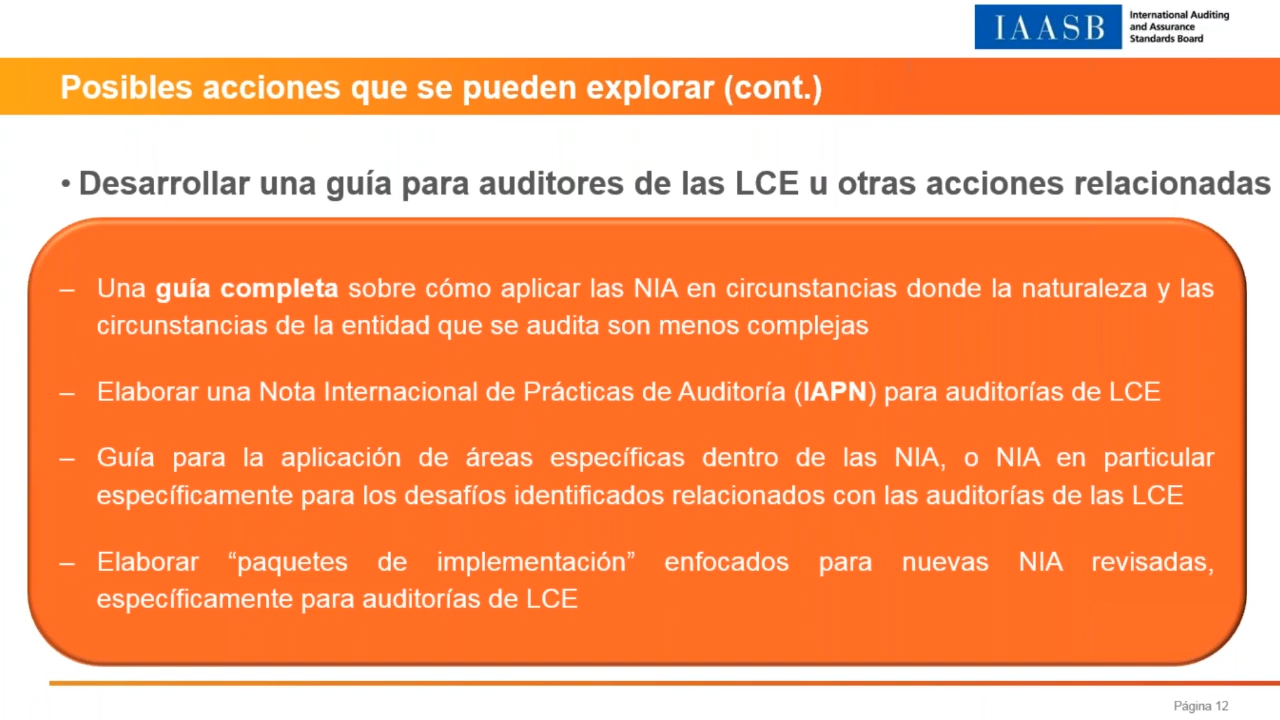 IAASB
International Auditing
and Assurance
Standards Board
Posibles acciones que se pueden explorar (cont.)
• Desarrollar una guía para auditores de las LCE u otras acciones relacionadas
– Una guía completa sobre cómo aplicar las NIA en circunstancias donde la naturaleza y las
circunstancias de la entidad que se audita son menos complejas
– Elaborar una Nota Internacional de Prácticas de Auditoría (IAPN) para auditorías de LCE
– Guía para la aplicación de áreas específicas dentro de las NIA, o NIA en particular
específicamente para los desafíos identificados relacionados con las auditorías de las LCE
– Elaborar “paquetes de implementación” enfocados para nuevas NIA revisadas,
específicamente para auditorías de LCE
Página 12